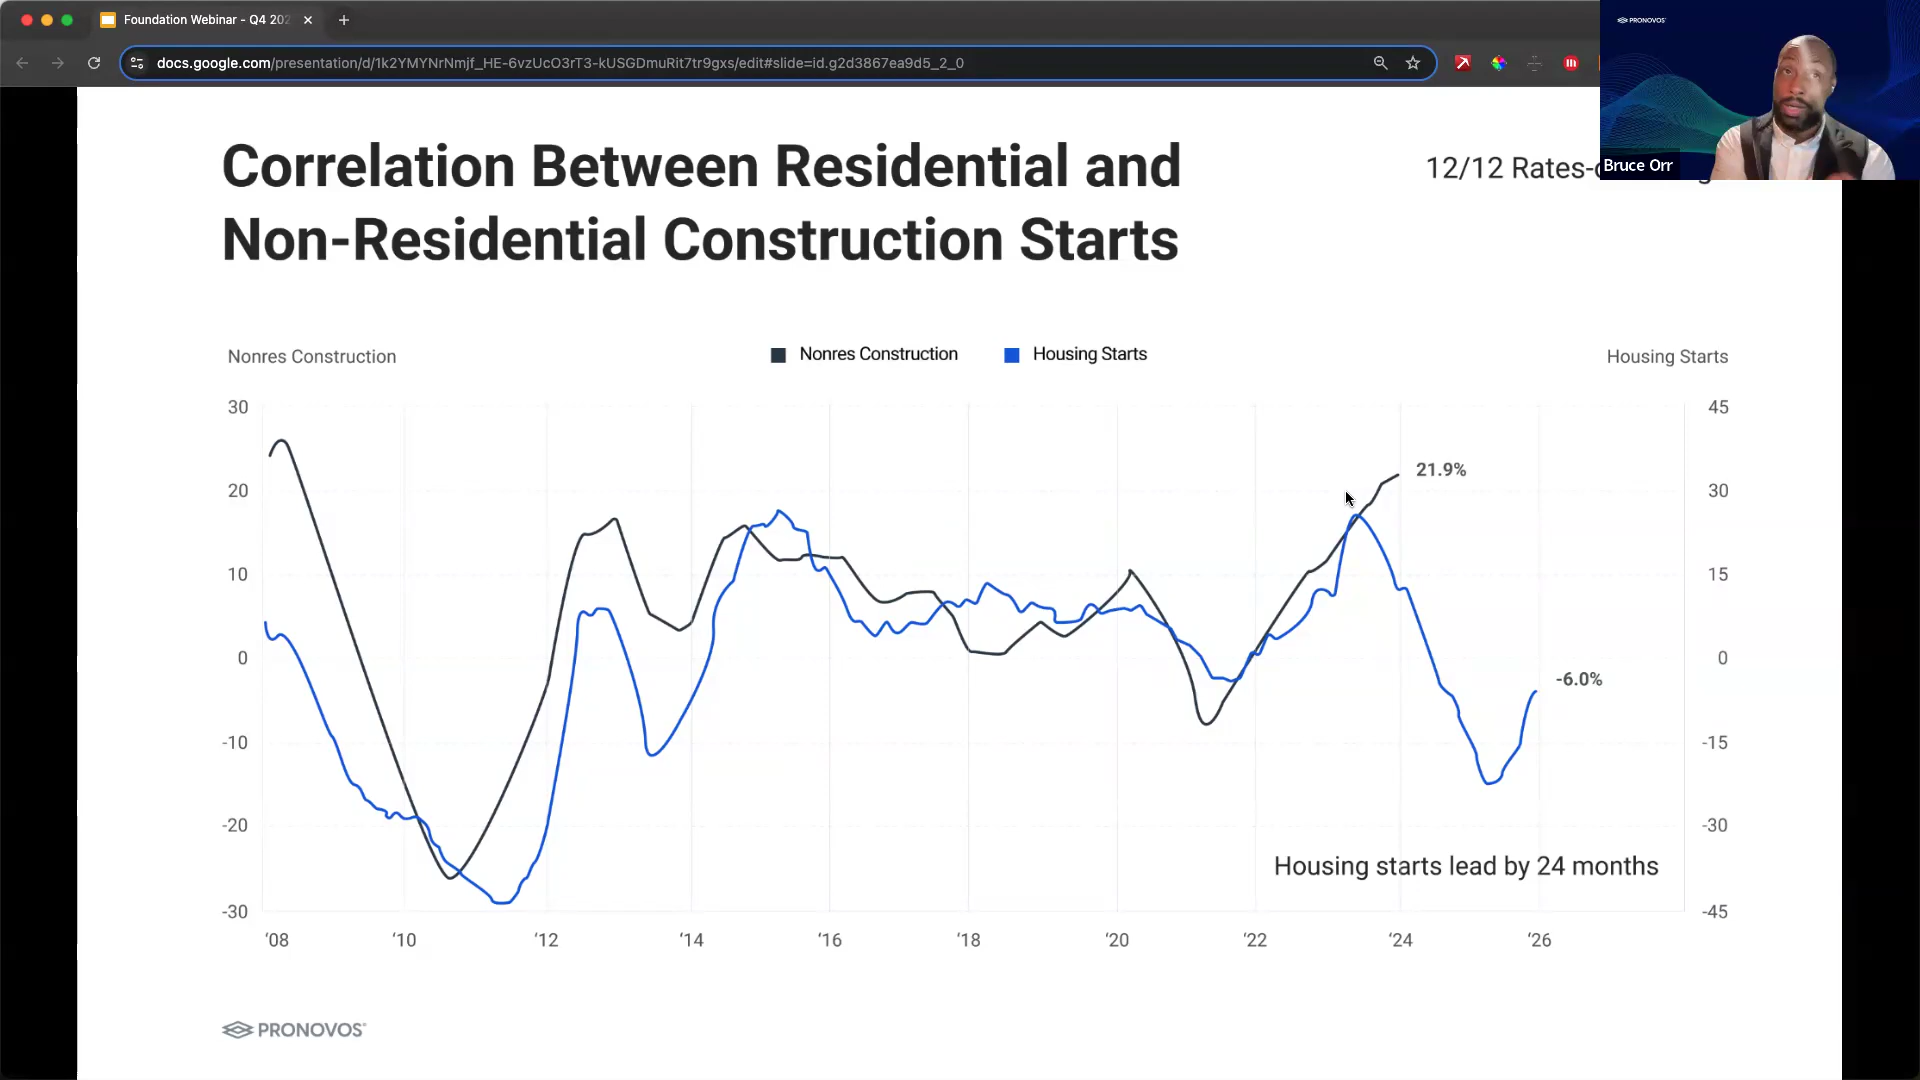 Foundation Webinar - Q4 202
docs.google.com/presentation/d/1k2YMYNrNmjf_HE-6vzUcO3rT3-kUSGDmuRit7tr9gxs/edit#slide=id.g2d3867ea9d5_2_0
PRONOVOS
Bruce Orr
Correlation Between Residential and
Non-Residential Construction Starts
12/12
Nonres Construction
Nonres Construction
Housing Starts
Housing Starts
30
45
21.9%
20
30
10
15
0
0
-6.0%
-10
-15
-20
-30
Housing starts lead by 24 months
-30
-45
‘08
‘10
‘12
‘14
‘16
‘18
‘20
‘22
‘24
‘26
PRONOVOS